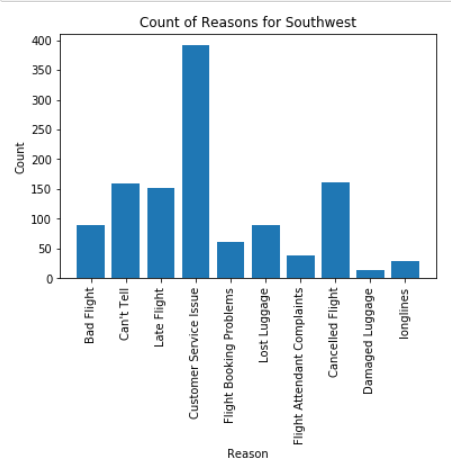 Count of Reasons for Southwest
400
350
300
250
200
150
100
50
0
Count
Bad Flight
Can't Tell
Late Flight
Customer Service Issue
Flight Booking Problems
Lost Luggage
Flight Attendant Complaints
Cancelled Flight
Damaged Luggage
longlines
Reason